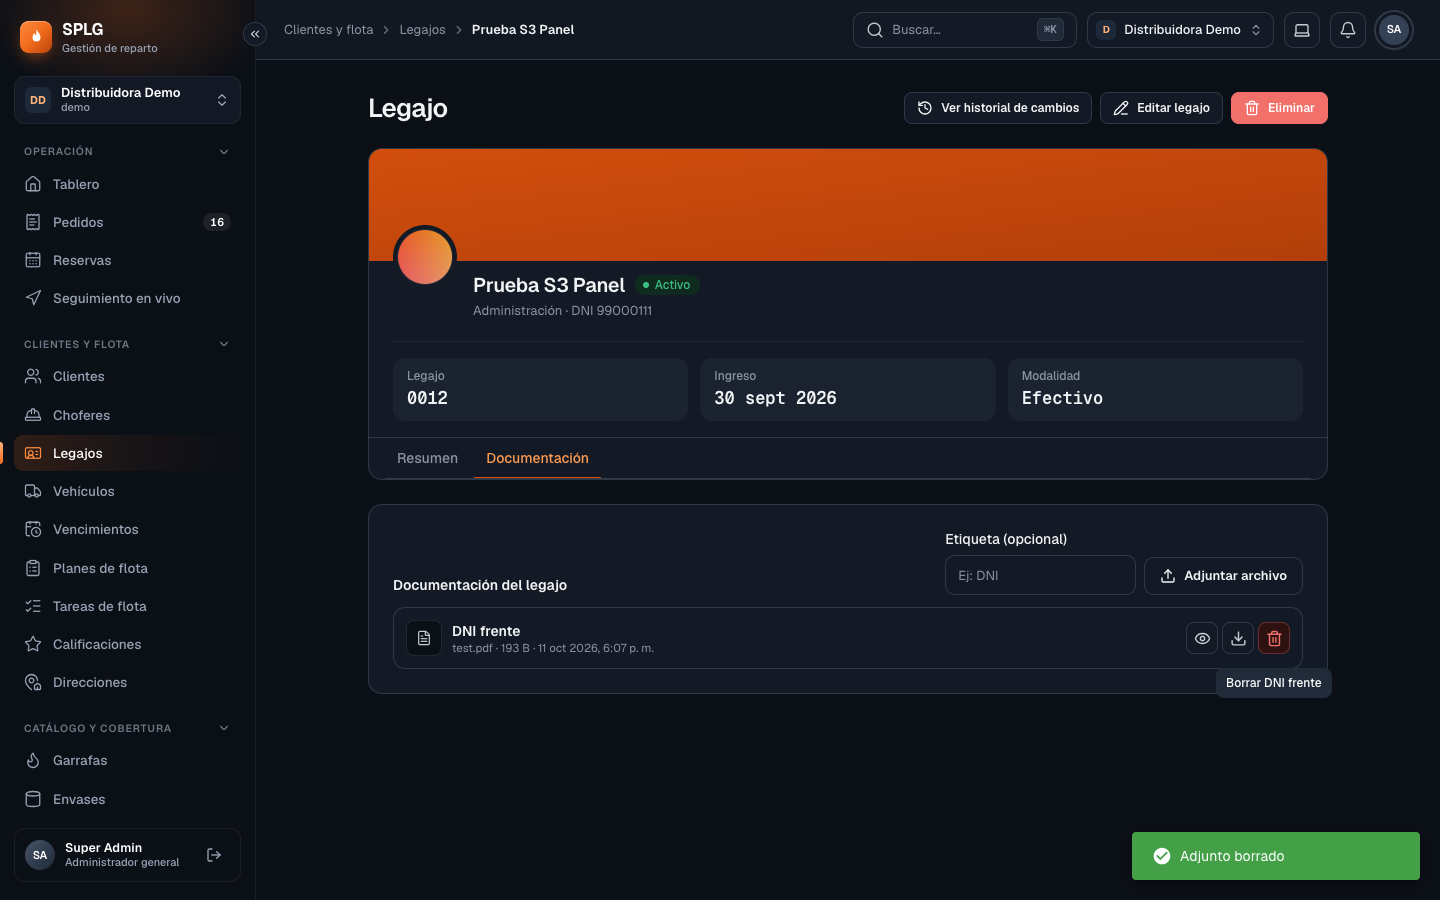 SPLG
Gestión de reparto
DD
Distribuidora Demo
demo
OPERACIÓN
Tablero
Pedidos
16
Reservas
Seguimiento en vivo
CLIENTES Y FLOTA
Clientes
Choferes
Legajos
Vehículos
Vencimientos
Planes de flota
Tareas de flota
Calificaciones
Direcciones
CATÁLOGO Y COBERTURA
Garrafas
Envases
SA
Super Admin
Administrador general
Clientes y flota
Legajos
Prueba S3 Panel
Buscar...
⌘K
D
Distribuidora Demo
SA
Legajo
Ver historial de cambios
Editar legajo
Eliminar
Prueba S3 Panel
Activo
Administración · DNI 99000111
Legajo
0012
Ingreso
30 sept 2026
Modalidad
Efectivo
Resumen
Documentación
Documentación del legajo
Etiqueta (opcional)
Ej: DNI
Adjuntar archivo
DNI frente
test.pdf · 193 B · 11 oct 2026, 6:07 p. m.
Borrar DNI frente
Adjunto borrado